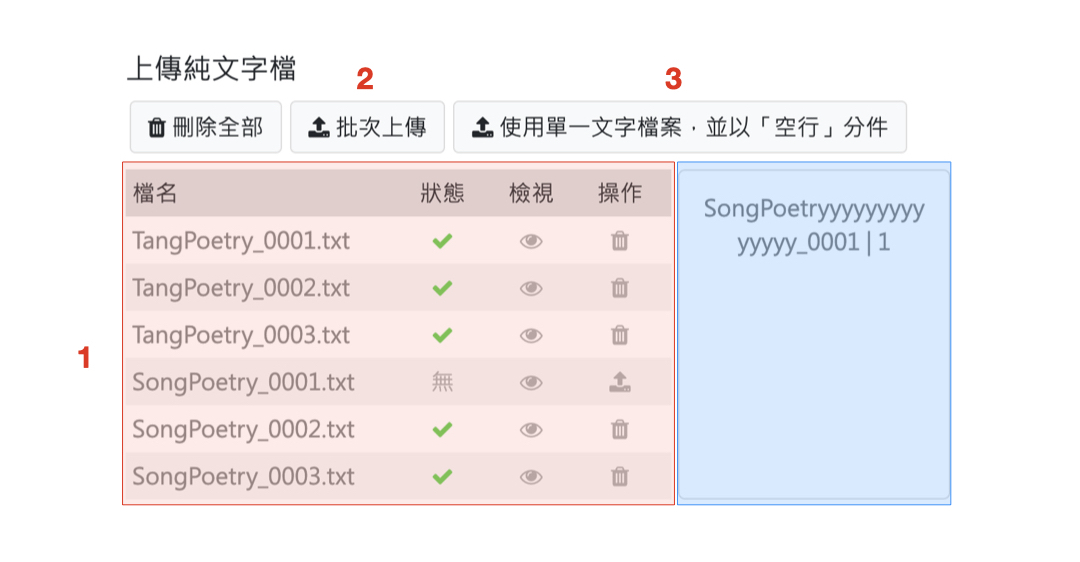 上傳純文字檔
2
3
刪除全部 批次上傳 使用單一文字檔案，並以「空行」分件
檔名 狀態 檢視 操作
TangPoetry_0001.txt
TangPoetry_0002.txt
TangPoetry_0003.txt
1
SongPoetry_0001.txt 無
SongPoetry_0002.txt
SongPoetry_0003.txt
SongPoetryyyyyyyyyy
yyyyy_0001 | 1